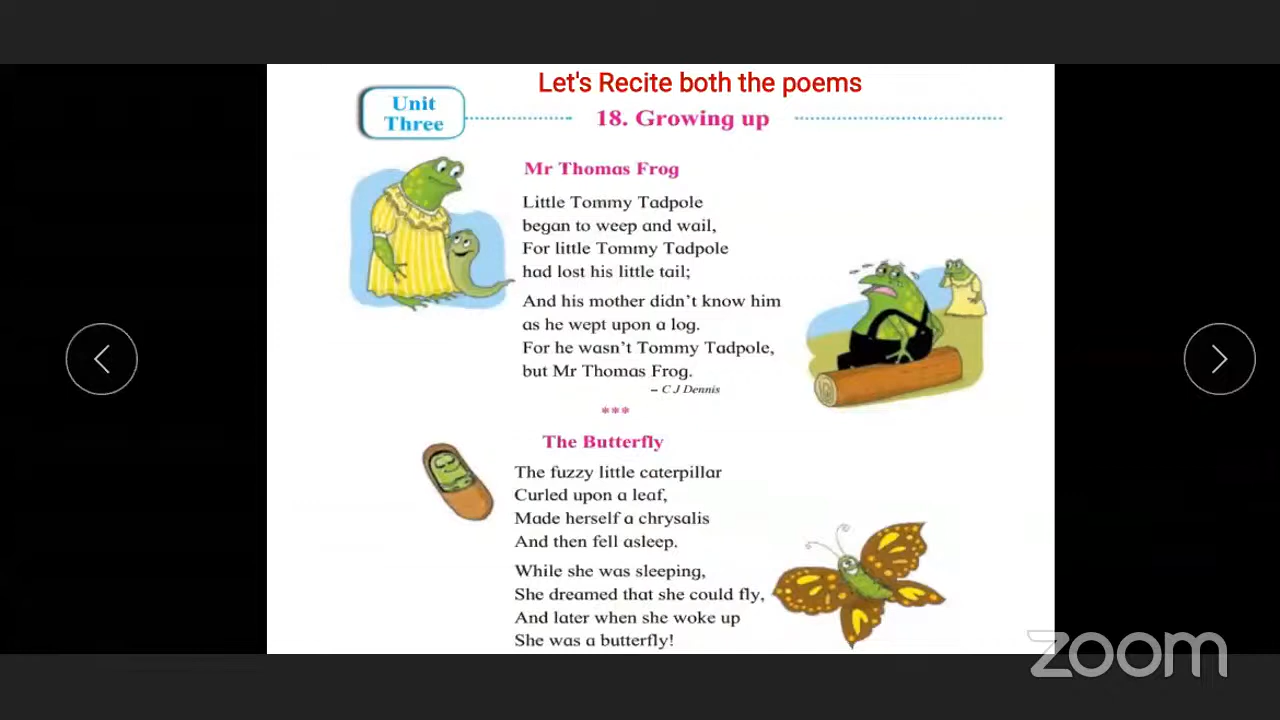 Let's Recite both the poems
Unit
Three
18. Growing up
Mr Thomas Frog
Little Tommy Tadpole
began to weep and wail,
For little Tommy Tadpole
had lost his little tail;
And his mother didn't know him
as he wept upon a log.
For he wasn't Tommy Tadpole,
but Mr Thomas Frog.
– C J Dennis
***
The Butterfly
The fuzzy little caterpillar
Curled upon a leaf,
Made herself a chrysalis
And then fell asleep.
While she was sleeping,
She dreamed that she could fly,
And later when she woke up
She was a butterfly!
zoom